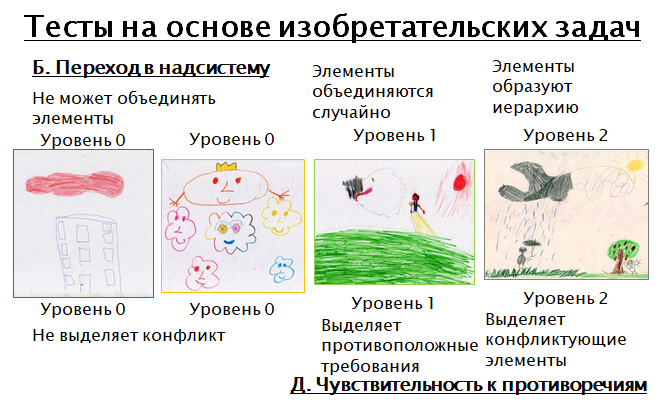 Тесты на основе изобретательских задач
Б. Переход в надсистему
Не может объединять
элементы
Уровень 0
Уровень 0
Элементы
объединяются
случайно
Уровень 1
Элементы
образуют
иерархию
Уровень 2
Уровень 0
Не выделяет конфликт
Уровень 0
Уровень 1
Выделяет
противоположные
требования
Уровень 2
Выделяет
конфликтующие
элементы
Д. Чувствительность к противоречиям